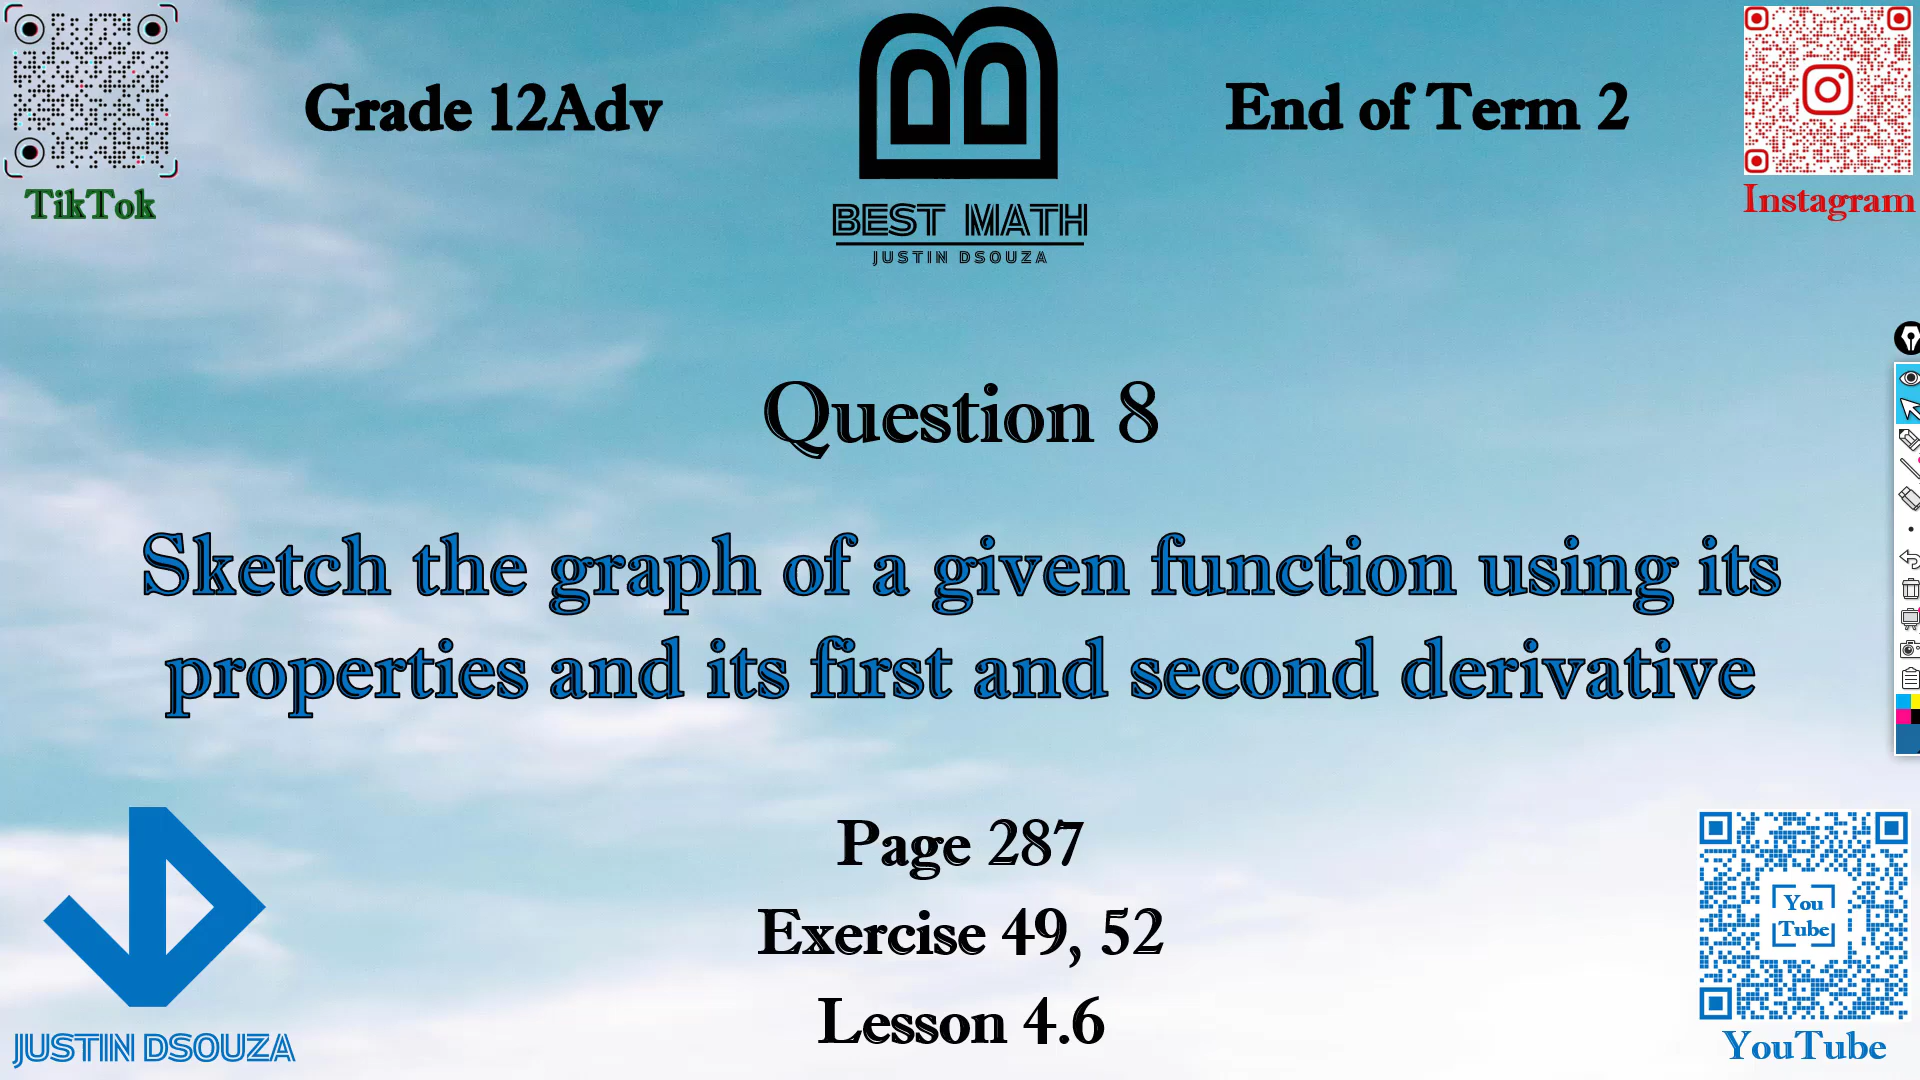 Grade 12Adv
End of Term 2
TikTok
Instagram
BEST MATH
JUSTIN DSOUZA
Question 8
Sketch the graph of a given function using its
properties and its first and second derivative
Page 287
Exercise 49, 52
Lesson 4.6
JUSTIN DSOUZA
You
Tube
YouTube